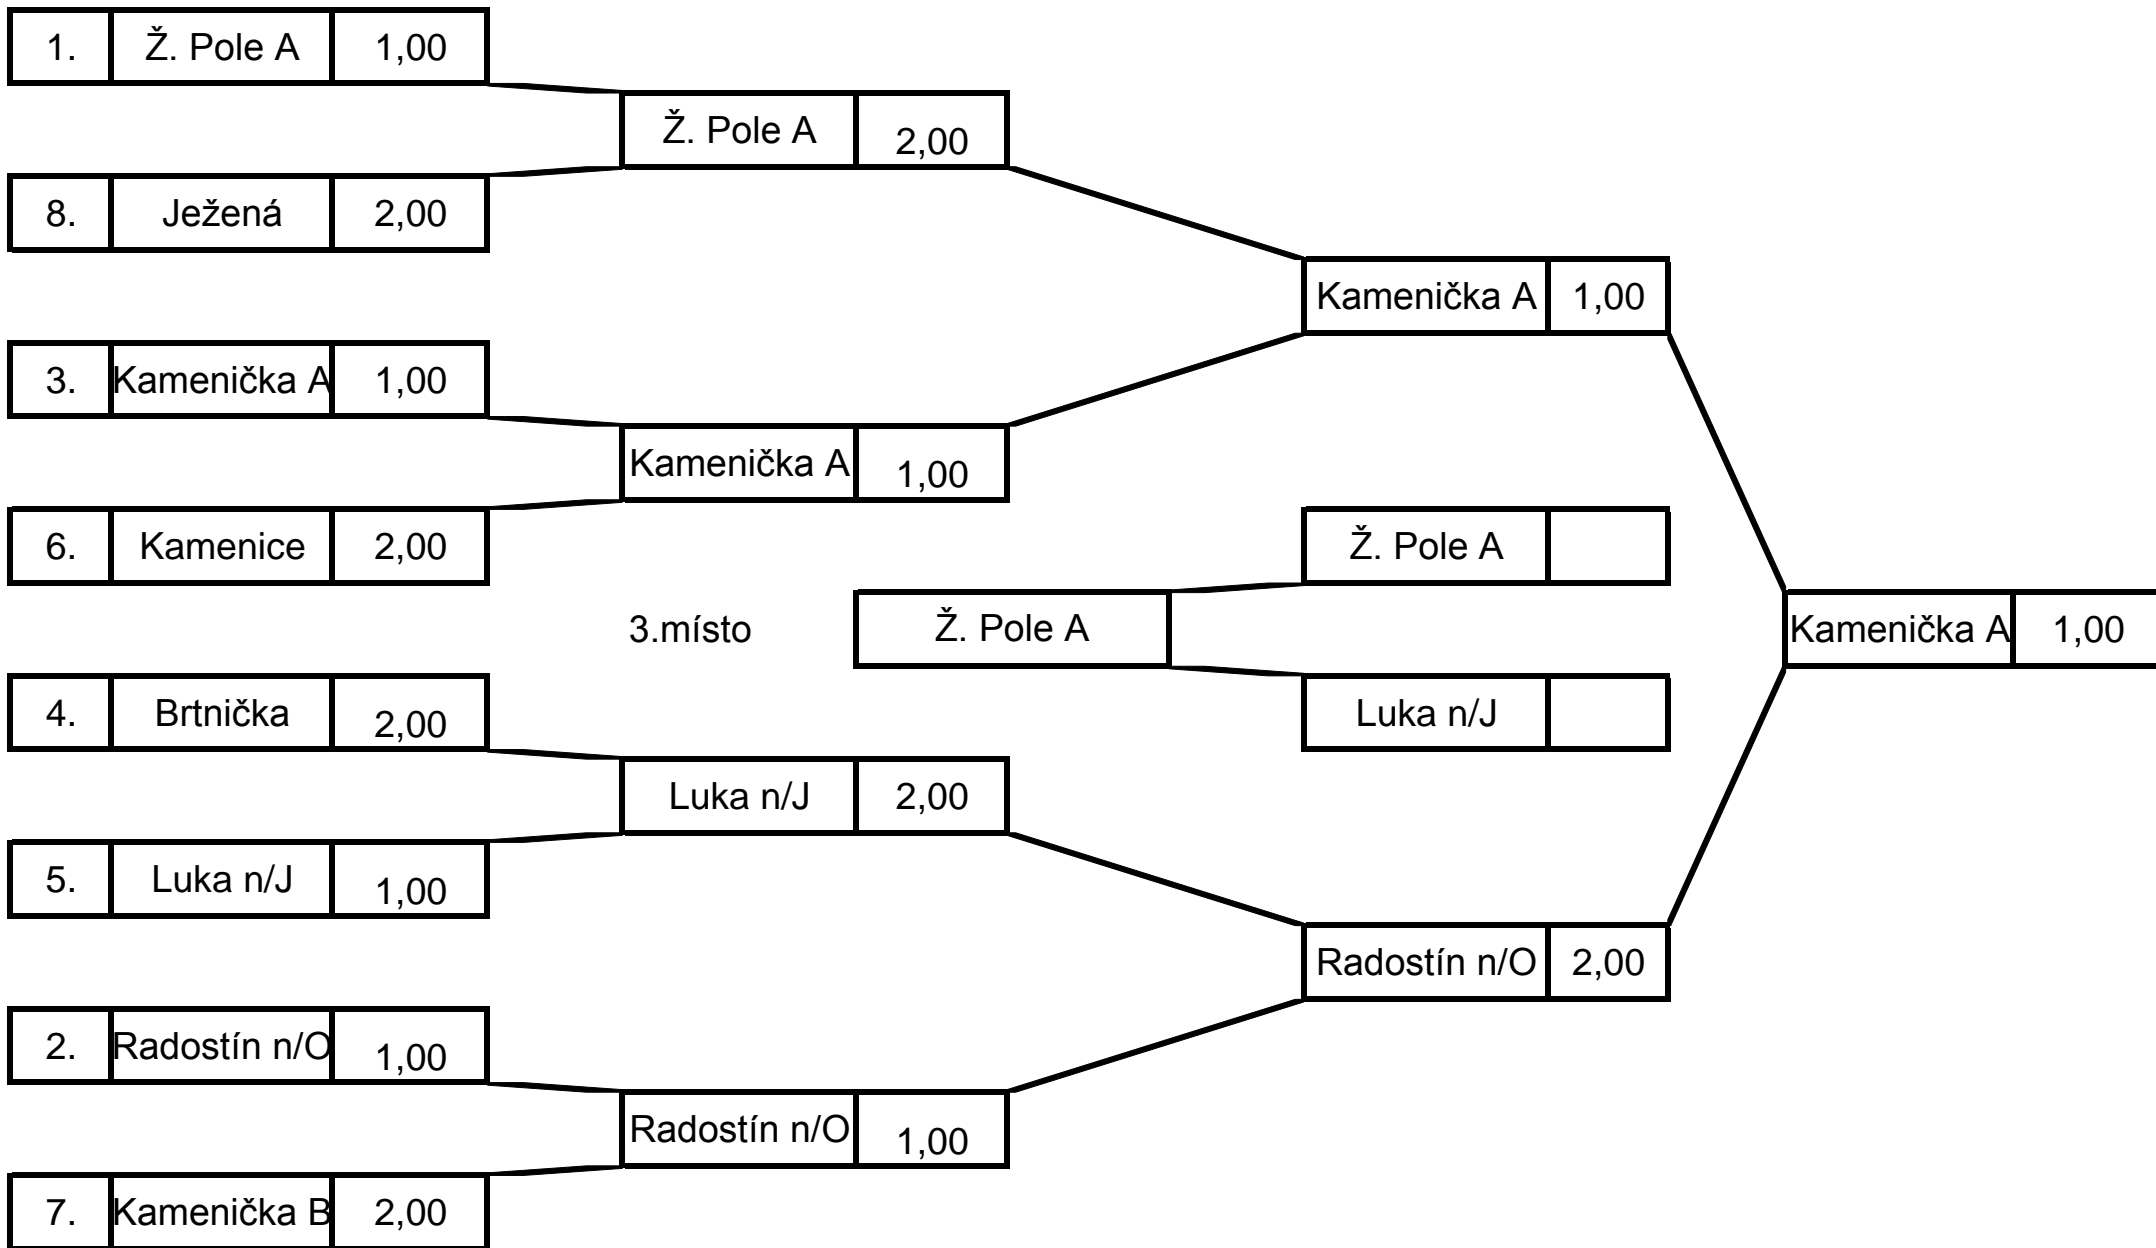 1. Ž. Pole A 1,00
Ž. Pole A 2,00
8. Ježená 2,00
Kamenička A 1,00
3. Kamenička A 1,00
Kamenička A 1,00
6. Kamenice 2,00
Ž. Pole A
3.místo Ž. Pole A
Kamenička A 1,00
4. Brtnička 2,00
Luka n/J
Luka n/J 2,00
5. Luka n/J 1,00
Radostín n/O 2,00
2. Radostín n/O 1,00
Radostín n/O 1,00
7. Kamenička B 2,00